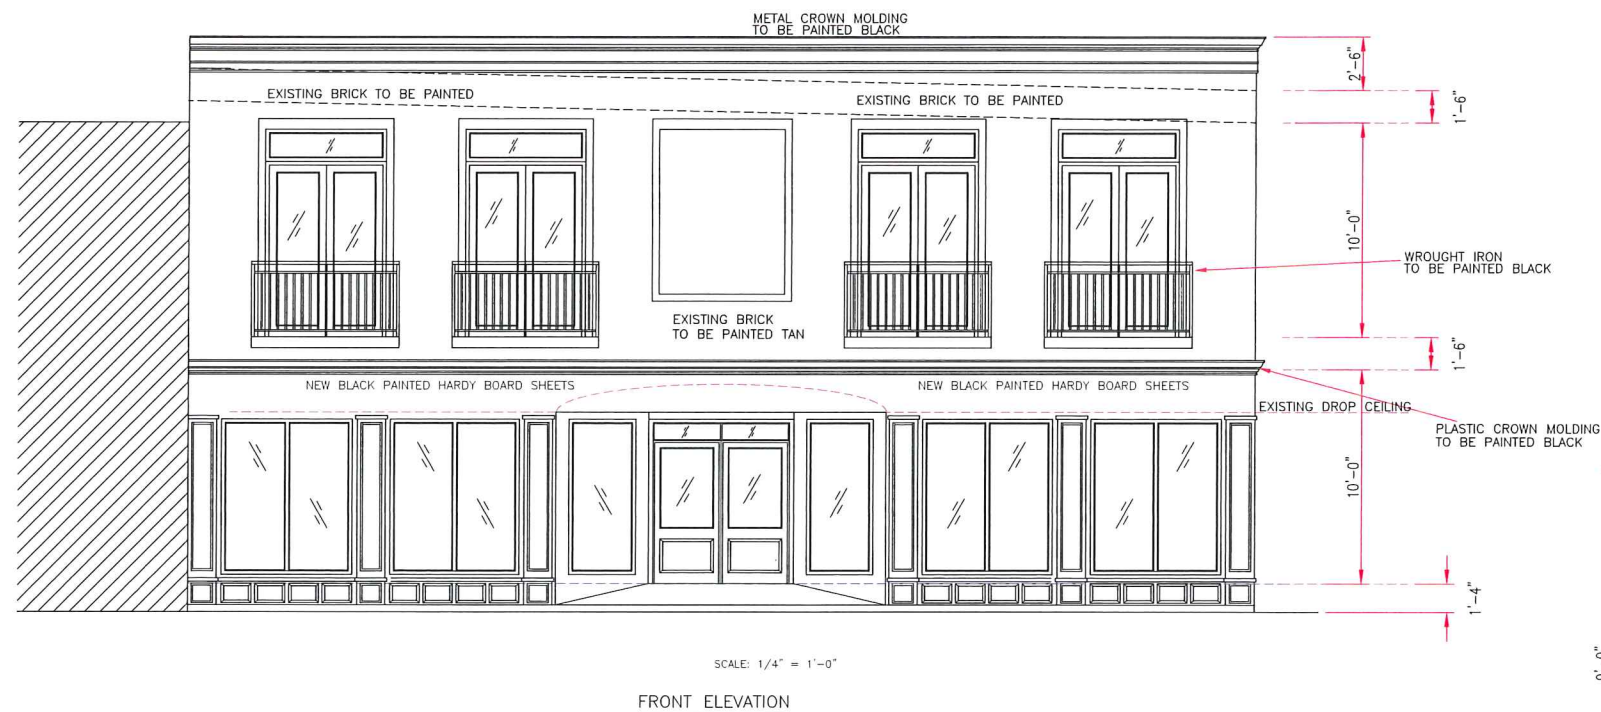 METAL CROWN MOLDING
TO BE PAINTED BLACK
2'-6"
EXISTING BRICK TO BE PAINTED
EXISTING BRICK TO BE PAINTED
1'-6"
10'-0"
WROUGHT IRON
TO BE PAINTED BLACK
EXISTING BRICK
TO BE PAINTED TAN
1'-6"
NEW BLACK PAINTED HARDY BOARD SHEETS
NEW BLACK PAINTED HARDY BOARD SHEETS
EXISTING DROP CEILING
PLASTIC CROWN MOLDING
TO BE PAINTED BLACK
10'-0"
1'-4"
SCALE: 1/4" = 1'-0"
FRONT ELEVATION